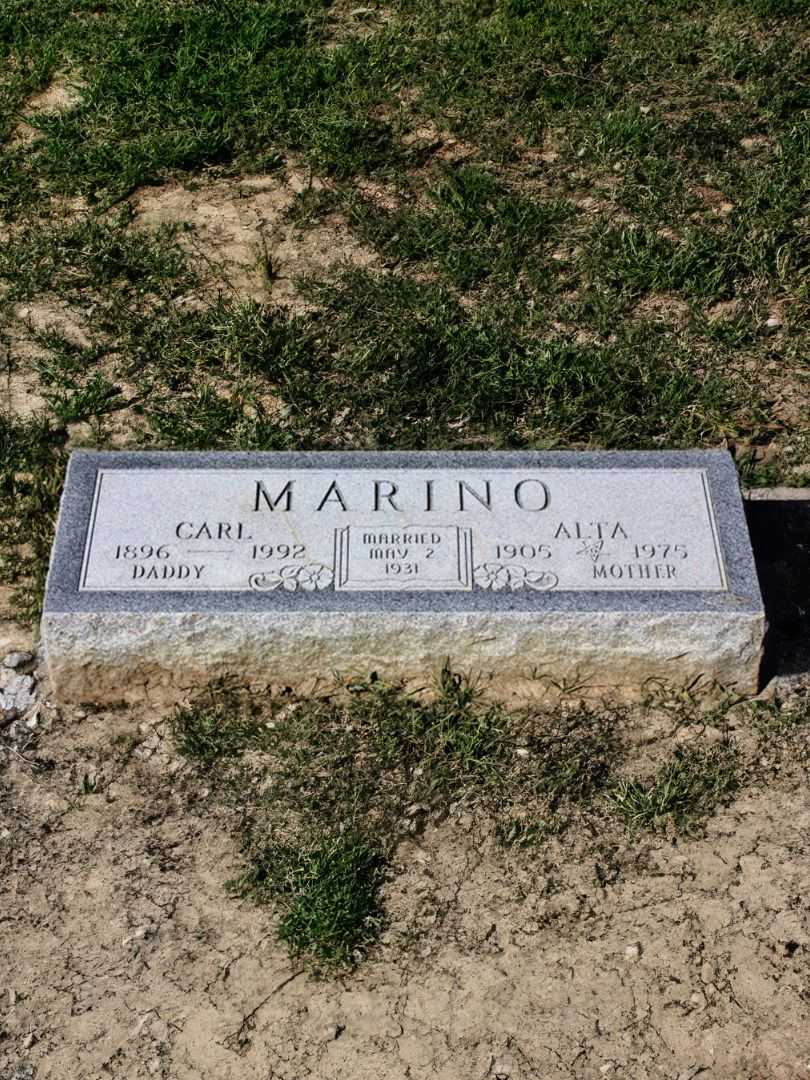 MARINO
CARL
1896 — 1992
DADDY
MARRIED
MAY 2
1931
ALTA
1905 1975
MOTHER